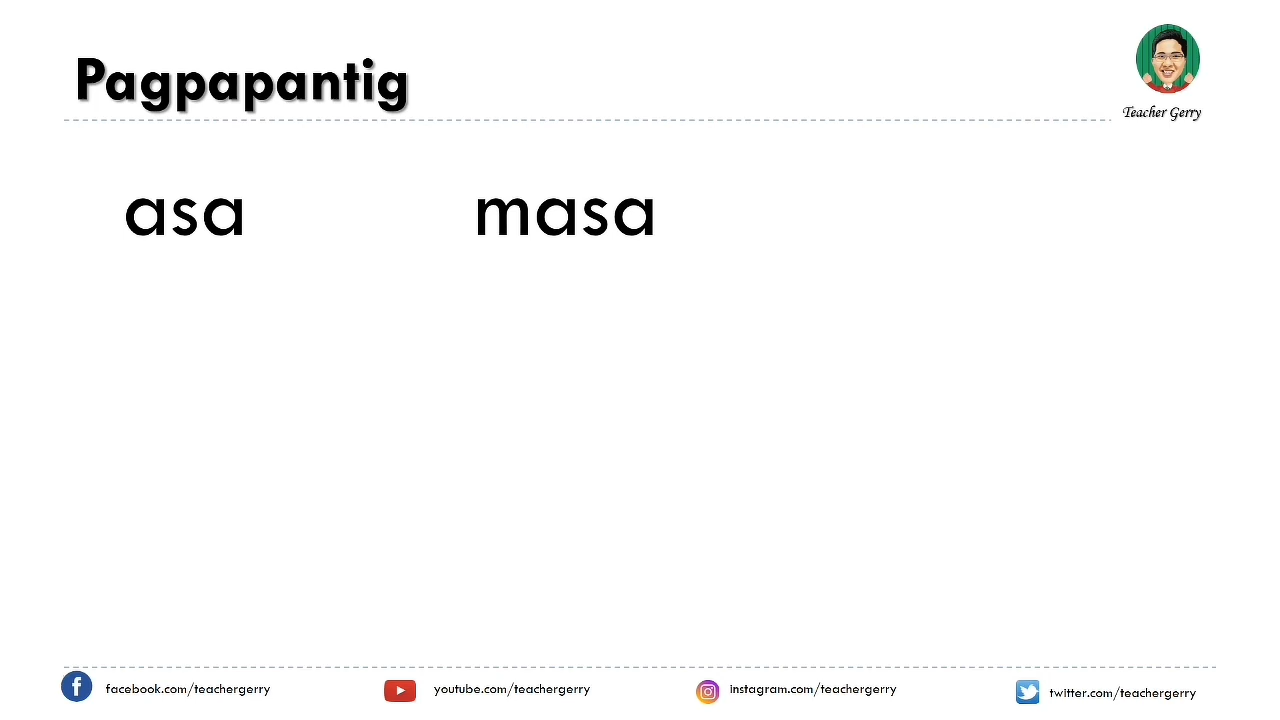 Pagpapantig
Teacher Gerry
asa masa
facebook.com/teachergerry youtube.com/teachergerry instagram.com/teachergerry twitter.com/teachergerry